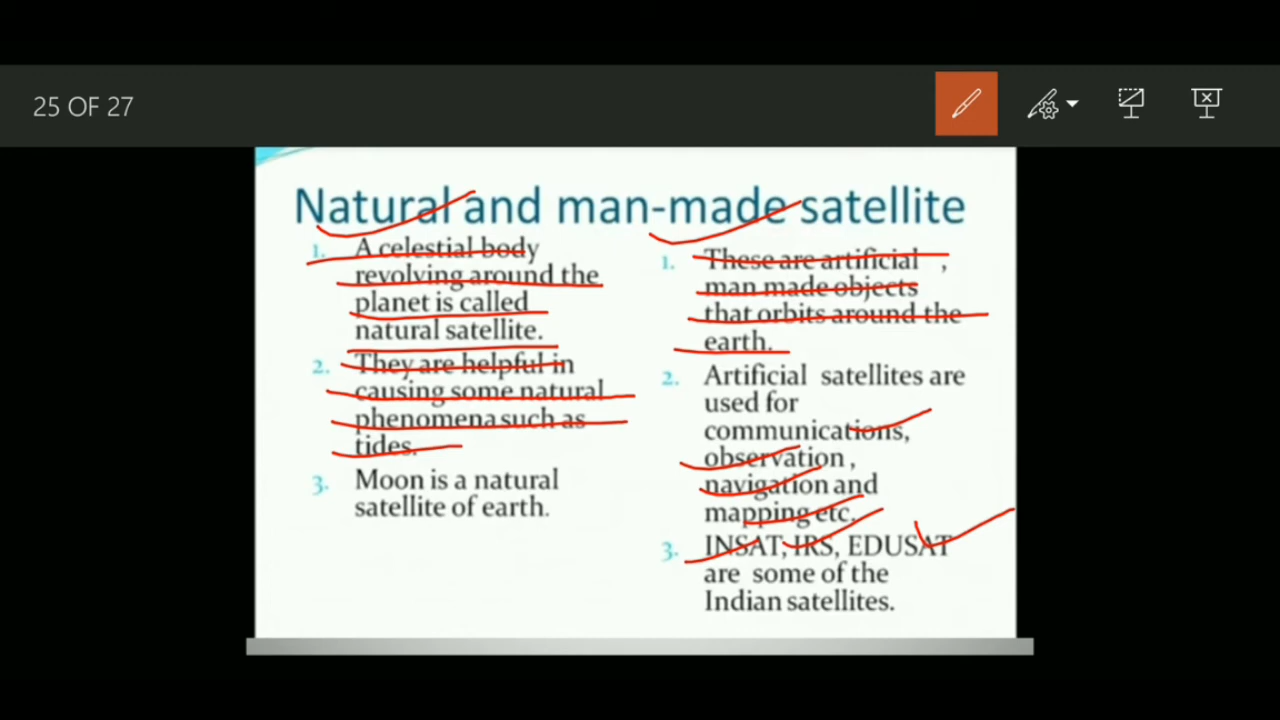 25 OF 27
Natural and man-made satellite
1. A celestial body
revolving around the
planet is called
natural satellite.
2. They are helpful in
causing some natural
phenomena such as
tides.
3. Moon is a natural
satellite of earth.
1. These are artificial ,
man made objects
that orbits around the
earth.
2. Artificial satellites are
used for
communications,
observation ,
navigation and
mapping etc.
3. INSAT, IRS, EDUSAT
are some of the
Indian satellites.